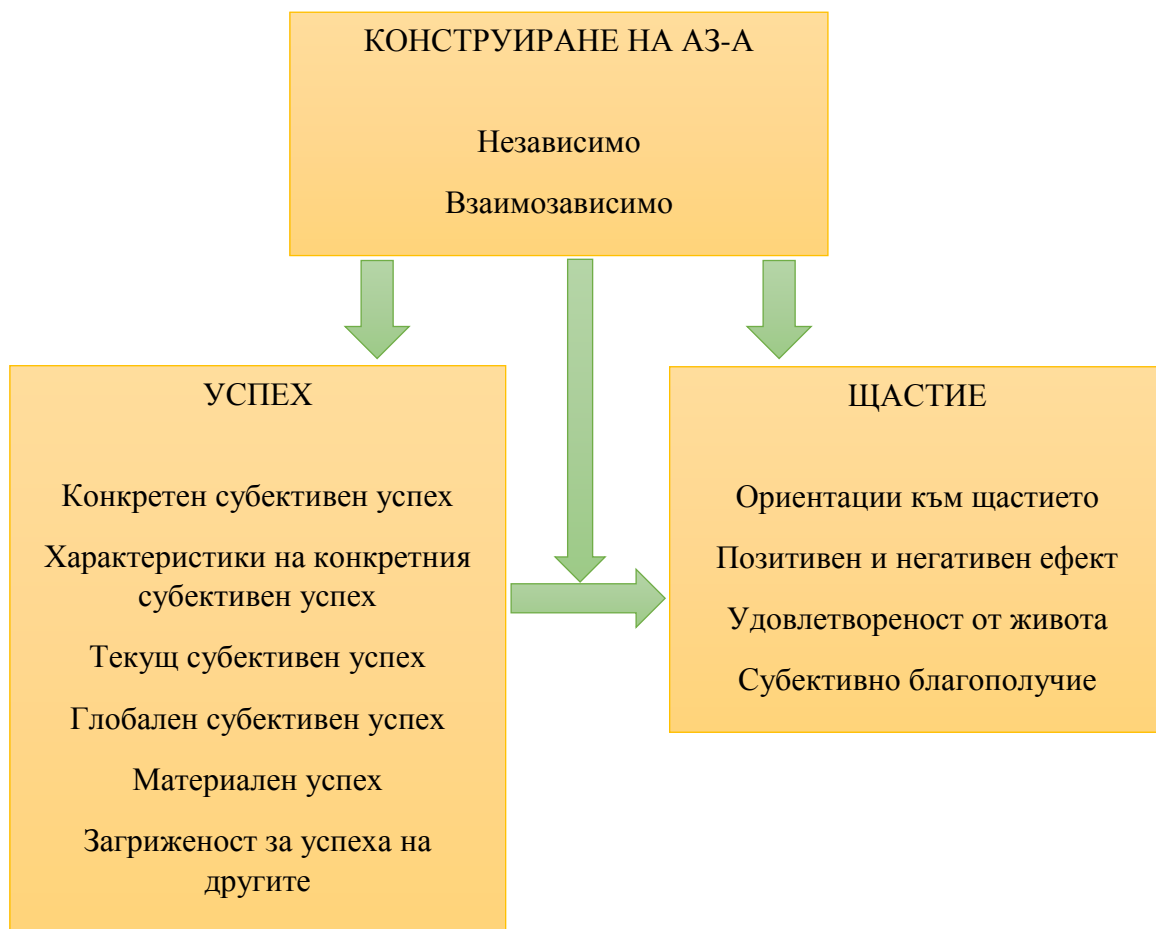 КОНСТРУИРАНЕ НА АЗ-А
Независимо
Взаимозависимо
УСПЕХ
Конкретен субективен успех
Характеристики на конкретния
субективен успех
Текущ субективен успех
Глобален субективен успех
Материален успех
Загриженост за успеха на
другите
ЩАСТИЕ
Ориентации към щастието
Позитивен и негативен ефект
Удовлетвореност от живота
Субективно благополучие